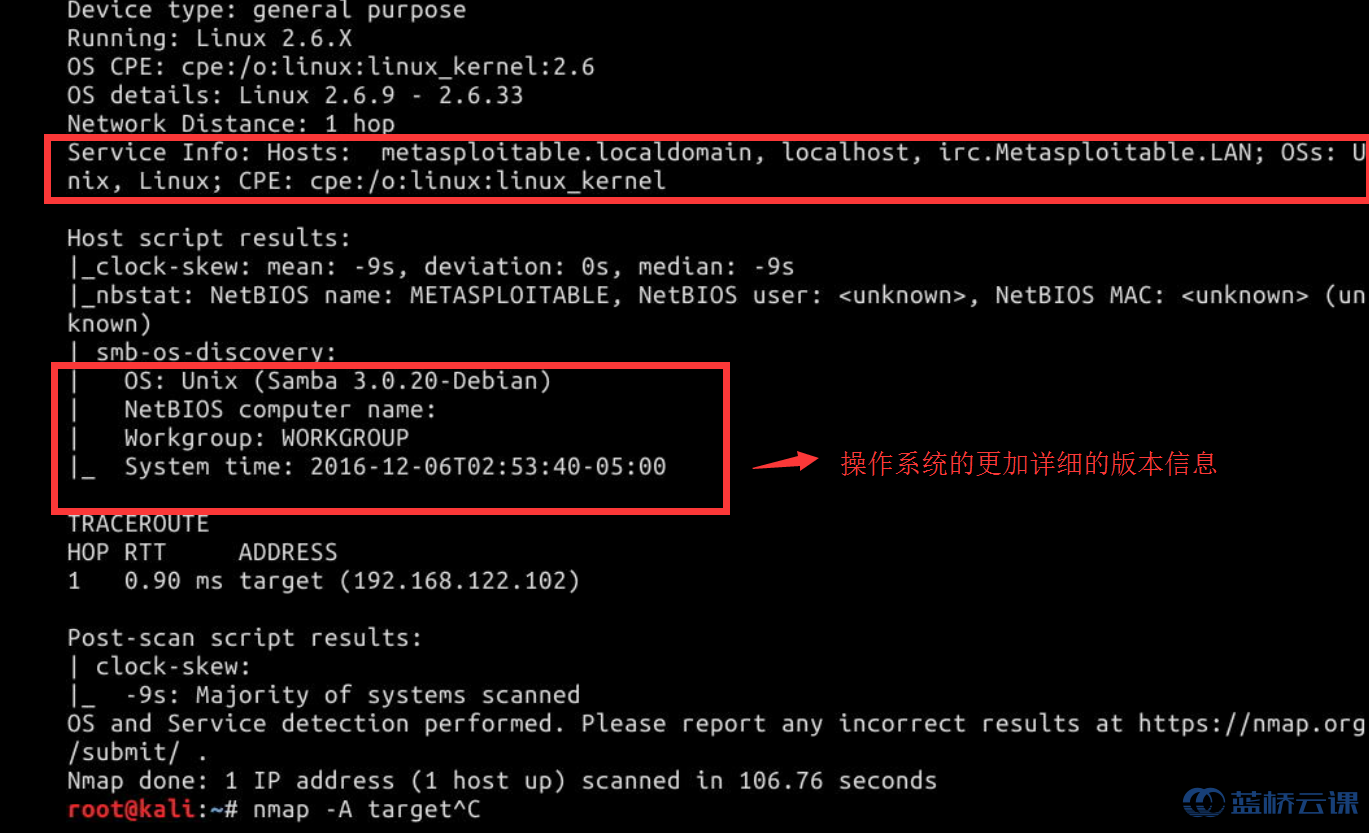 Device type: general purpose
Running: Linux 2.6.X
OS CPE: cpe:/o:linux:linux_kernel:2.6
OS details: Linux 2.6.9 - 2.6.33
Network Distance: 1 hop
Service Info: Hosts:  metasploitable.localdomain, localhost, irc.Metasploitable.LAN; OSs: U
nix, Linux; CPE: cpe:/o:linux:linux_kernel
Host script results:
|_clock-skew: mean: -9s, deviation: 0s, median: -9s
|_nbstat: NetBIOS name: METASPLOITABLE, NetBIOS user: <unknown>, NetBIOS MAC: <unknown> (un
known)
| smb-os-discovery:
|   OS: Unix (Samba 3.0.20-Debian)
|   NetBIOS computer name:
|   Workgroup: WORKGROUP
|_  System time: 2016-12-06T02:53:40-05:00
操作系统的更加详细的版本信息
TRACEROUTE
HOP RTT     ADDRESS
1   0.90 ms target (192.168.122.102)
Post-scan script results:
| clock-skew:
|_  -9s: Majority of systems scanned
OS and Service detection performed. Please report any incorrect results at https://nmap.org
/submit/ .
Nmap done: 1 IP address (1 host up) scanned in 106.76 seconds
root@kali:~# nmap -A target^C
蓝桥云课